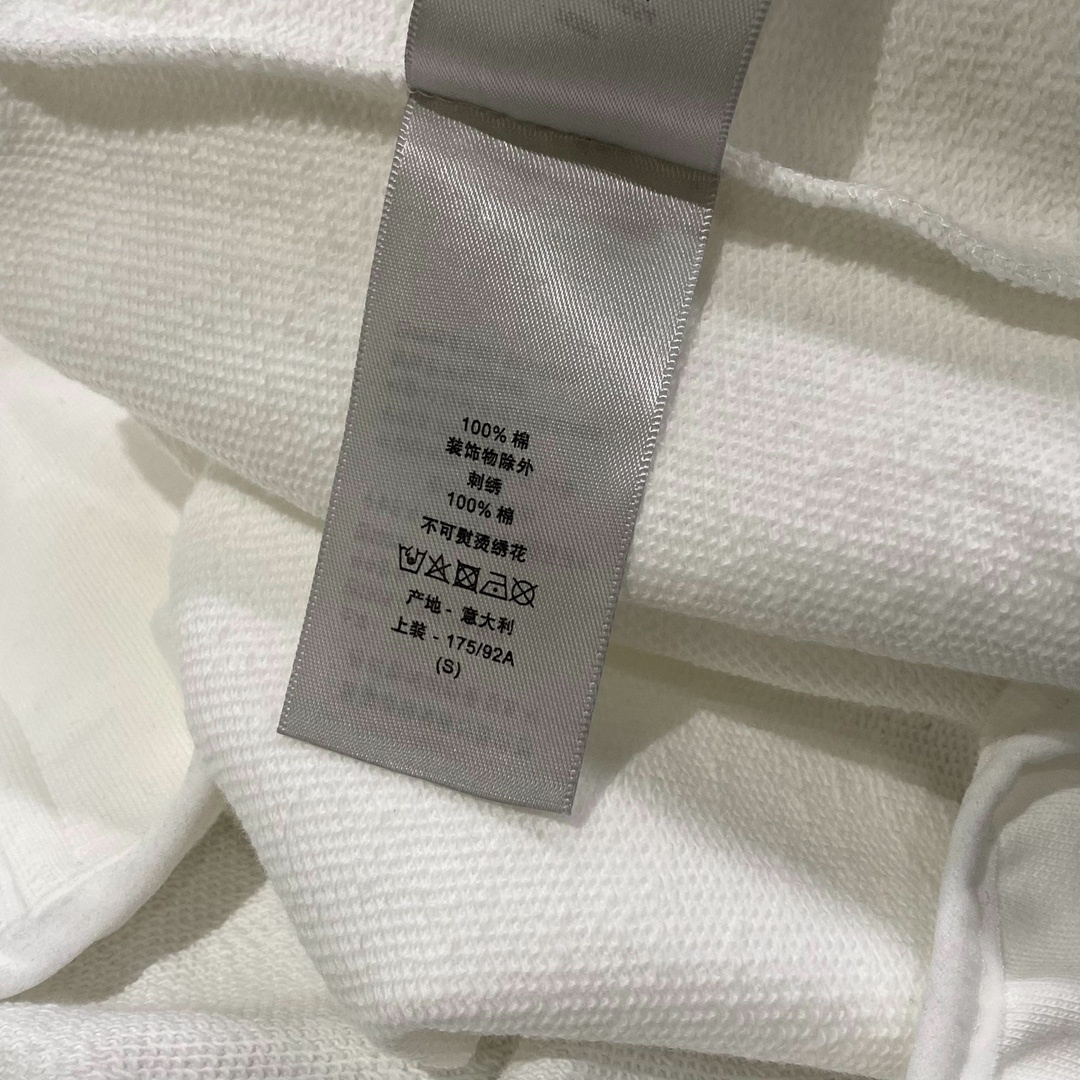 100% 棉
装饰物除外
刺绣
100% 棉
不可熨烫绣花
产地 - 意大利
上装 - 175/92A
(S)